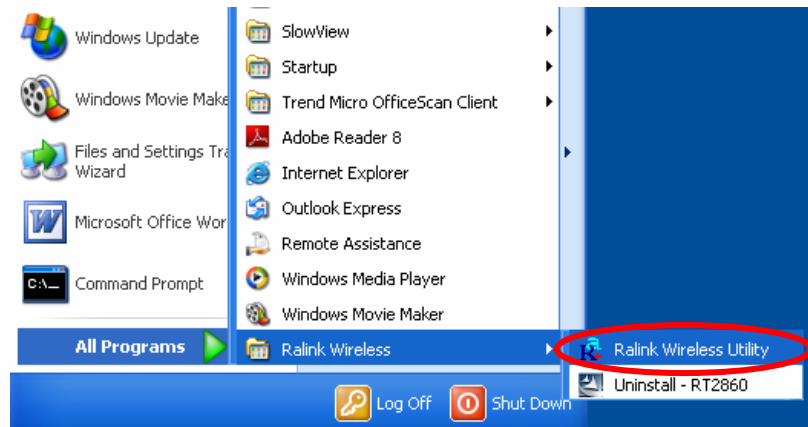 Windows Update
Windows Movie Make
Files and Settings Tra
Wizard
Microsoft Office Wor
C:\_
Command Prompt
All Programs
SlowView
Startup
Trend Micro OfficeScan Client
Adobe Reader 8
Internet Explorer
Outlook Express
Remote Assistance
Windows Media Player
Windows Movie Maker
Ralink Wireless
Ralink Wireless Utility
Uninstall - RT2860
Log Off
Shut Down